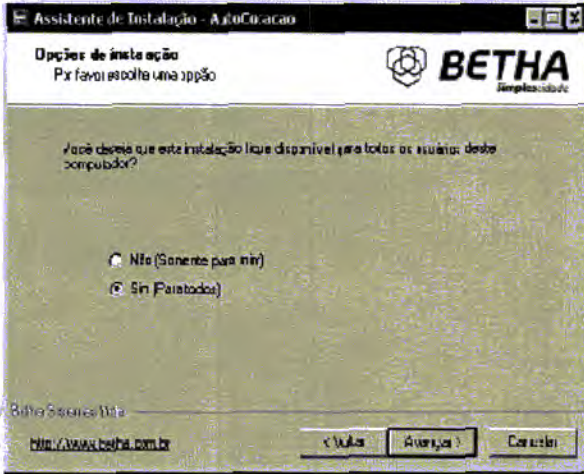 Assistente de Instalação - AutoCotacao
Opções de instalação
Por favor escolha uma opção
BETHA
Simplicidade
Você deseja que esta instalação fique disponível para todos os usuários deste
computador?
Não (Somente para mim)
Sim (Para todos)
Betha Sistemas Ltda
http://www.betha.com.br
< Voltar
Avançar >
Cancelar